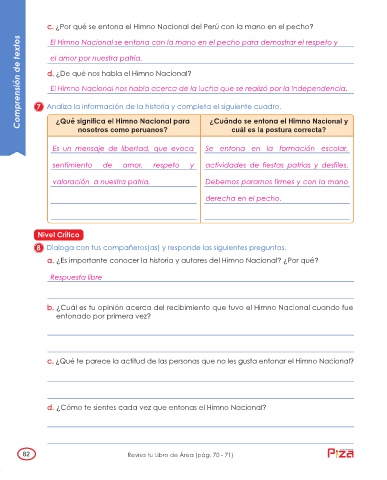 c. ¿Por qué se entona el Himno Nacional del Perú con la mano en el pecho?
El Himno Nacional se entona con la mano en el pecho para demostrar el respeto y
el amor por nuestra patria.
d. ¿De qué nos habla el Himno Nacional?
El Himno Nacional nos habla acerca de la lucha que se realizó por la Independencia.
Comprensión de textos
7 Analiza la información de la historia y completa el siguiente cuadro.
¿Qué significa el Himno Nacional para
nosotros como peruanos?
Es un mensaje de libertad, que evoca
sentimiento de amor, respeto y
valoración a nuestra patria.
¿Cuándo se entona el Himno Nacional y
cuál es la postura correcta?
Se entona en la formación escolar,
actividades de fiestas patrias y desfiles.
Debemos pararnos firmes y con la mano
derecha en el pecho.
Nivel Crítico
8 Dialoga con tus compañeros(as) y responde las siguientes preguntas.
a. ¿Es importante conocer la historia y autores del Himno Nacional? ¿Por qué?
Respuesta libre
b. ¿Cuál es tu opinión acerca del recibimiento que tuvo el Himno Nacional cuando fue
entonado por primera vez?
c. ¿Qué te parece la actitud de las personas que no les gusta entonar el Himno Nacional?
d. ¿Cómo te sientes cada vez que entonas el Himno Nacional?
82
Revisa tu Libro de Área (pág. 70 - 71)
Piza